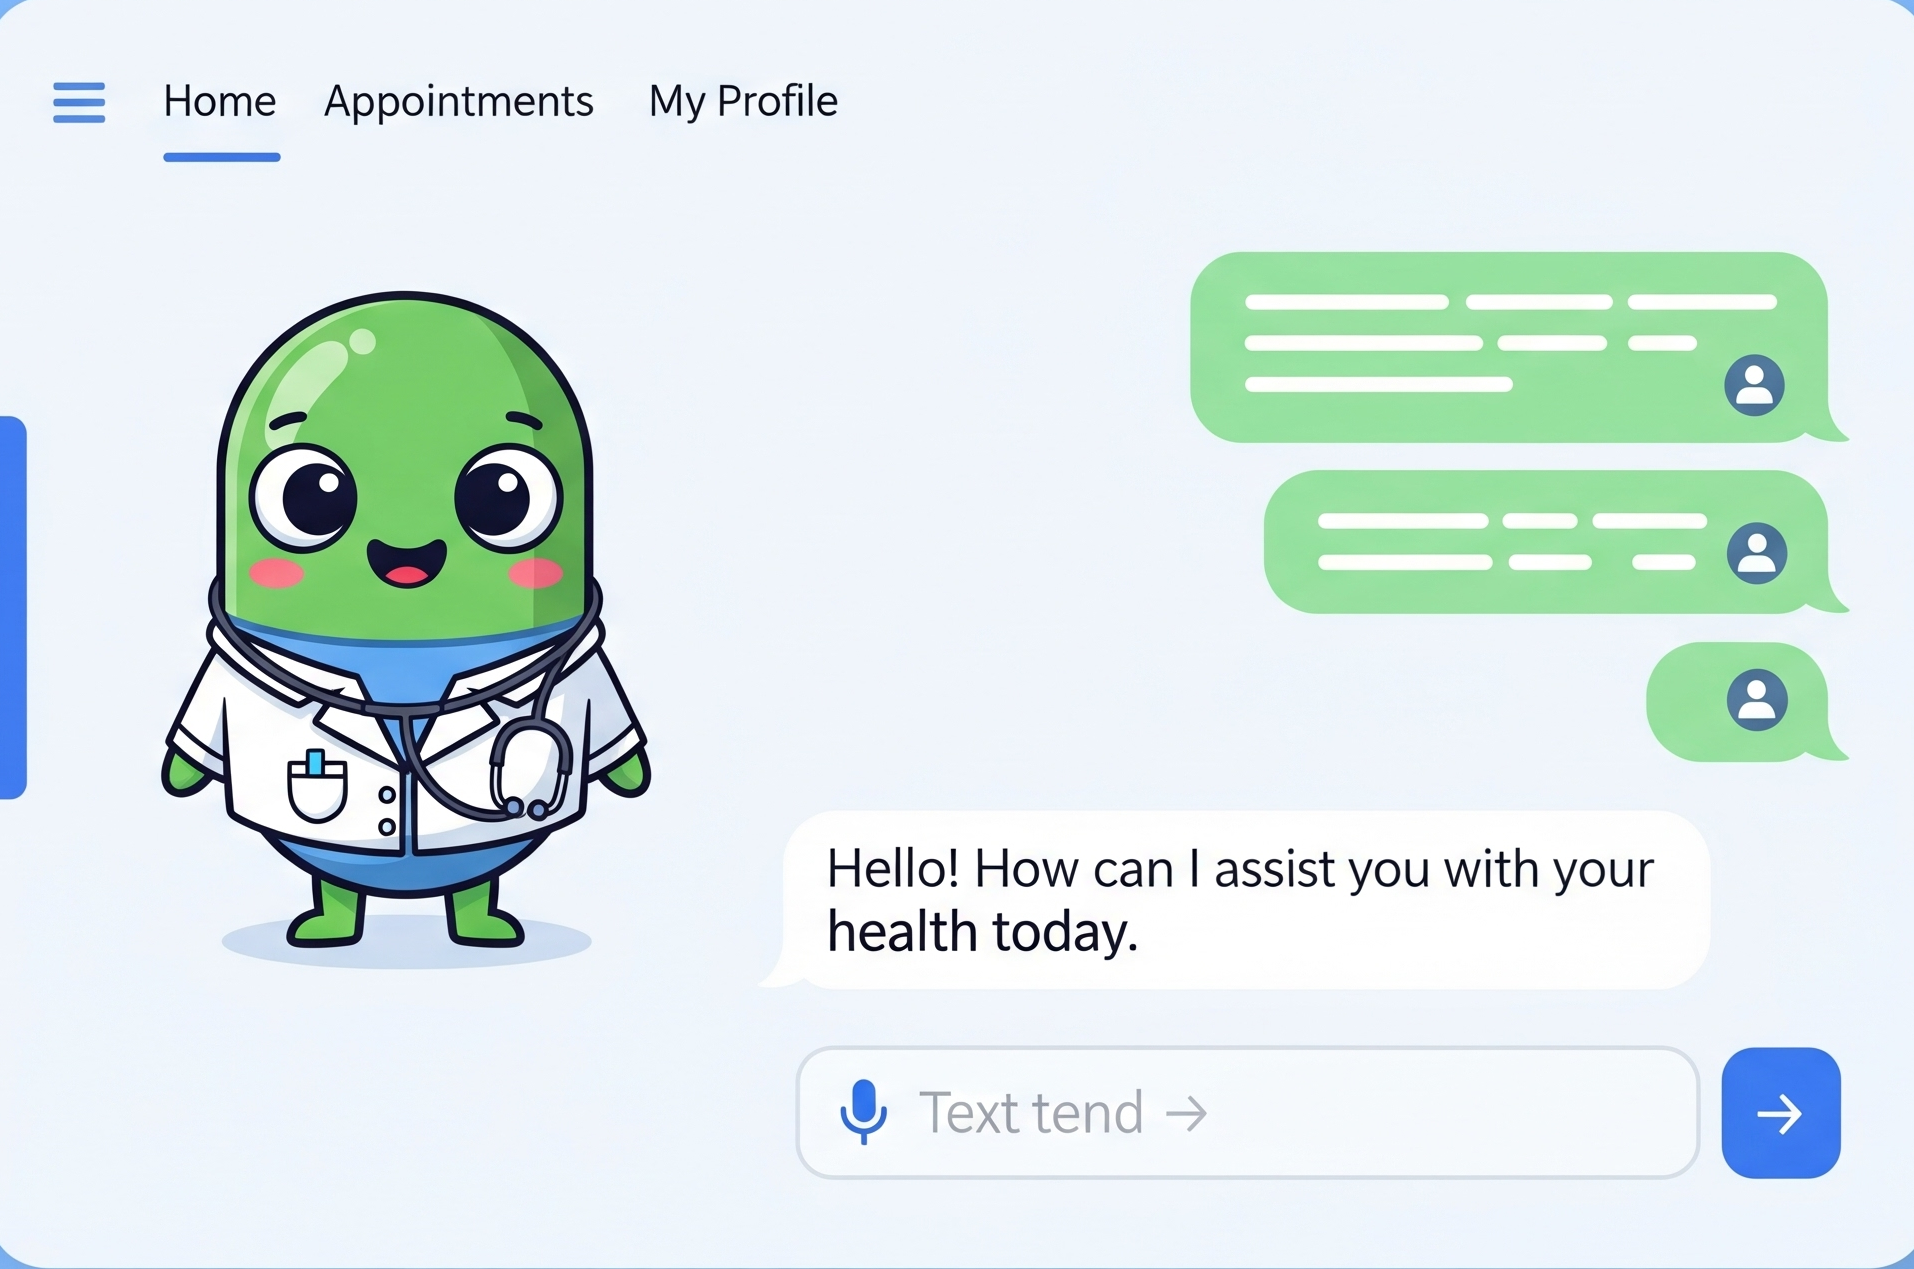 Home Appointments My Profile
Hello! How can I assist you with your
health today.
Text tend →